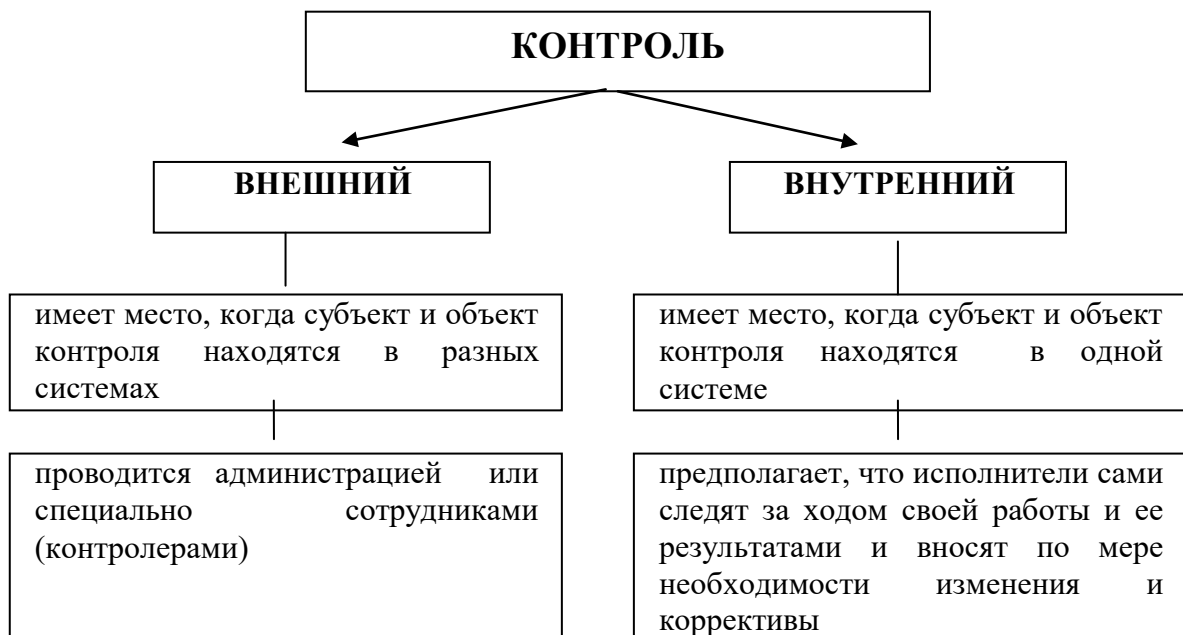 КОНТРОЛЬ
ВНЕШНИЙ
ВНУТРЕННИЙ
имеет место, когда субъект и объект
контроля находятся в разных
системах
имеет место, когда субъект и объект
контроля находятся в одной
системе
проводится администрацией или
специально сотрудниками
(контролерами)
предполагает, что исполнители сами
следят за ходом своей работы и ее
результатами и вносят по мере
необходимости изменения и
коррективы